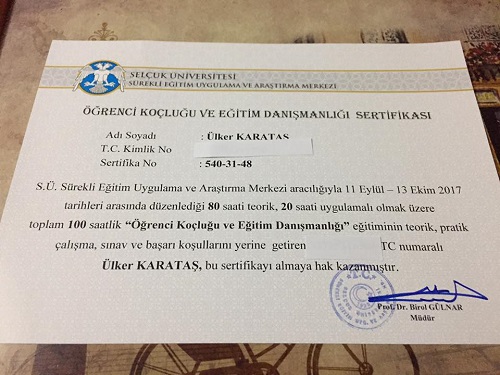 SELÇUK ÜNİVERSİTESİ
SÜREKLİ EĞİTİM UYGULAMA VE ARAŞTIRMA MERKEZİ
ÖĞRENCİ KOÇLUĞU VE EĞİTİM DANIŞMANLIĞI SERTİFİKASI
Adı Soyadı : Ülker KARATAŞ
T.C. Kimlik No
Sertifika No : 540-31-48
S.Ü. Sürekli Eğitim Uygulama ve Araştırma Merkezi aracılığıyla 11 Eylül – 13 Ekim 2017
tarihleri arasında düzenlediği 80 saati teorik, 20 saati uygulamalı olmak üzere
toplam 100 saatlik “Öğrenci Koçluğu ve Eğitim Danışmanlığı” eğitiminin teorik, pratik
çalışma, sınav ve başarı koşullarını yerine getiren TC numaralı
Ülker KARATAŞ, bu sertifikayı almaya hak kazanmıştır.
Prof. Dr. Birol GÜLNAR
Müdür